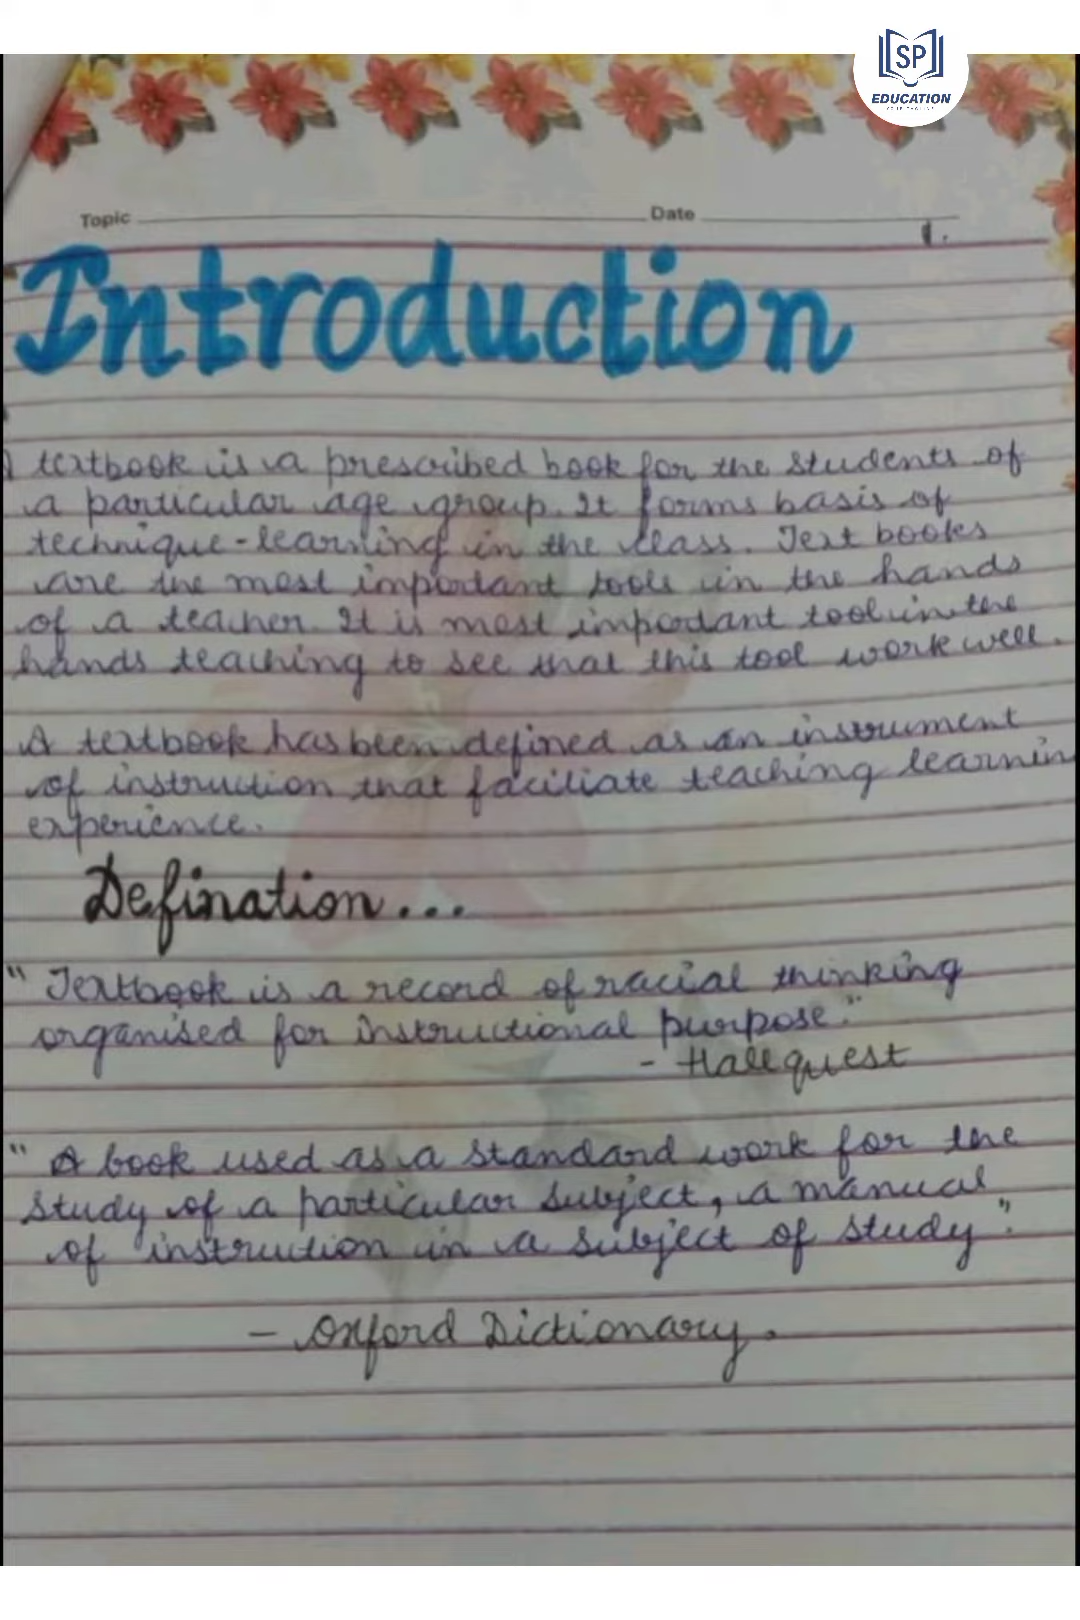 SP
EDUCATION
Topic
Date
1.
Introduction
A textbook is a prescribed book for the students of
a particular age group. It forms basis of
technique-learning in the class. Text books
are the most important tools in the hands
of a teacher. It is most important tool in the
hands teaching to see that this tool work well.
A textbook has been defined as an instrument
of instruction that faciliate teaching learnin
experience.
Defination...
" Textbook is a record of racial thinking
organised for instructional purpose."
- Hallquest
" A book used as a standard work for the
study of a particular subject, a manual
of instruction in a subject of study".
- Oxford Dictionary.